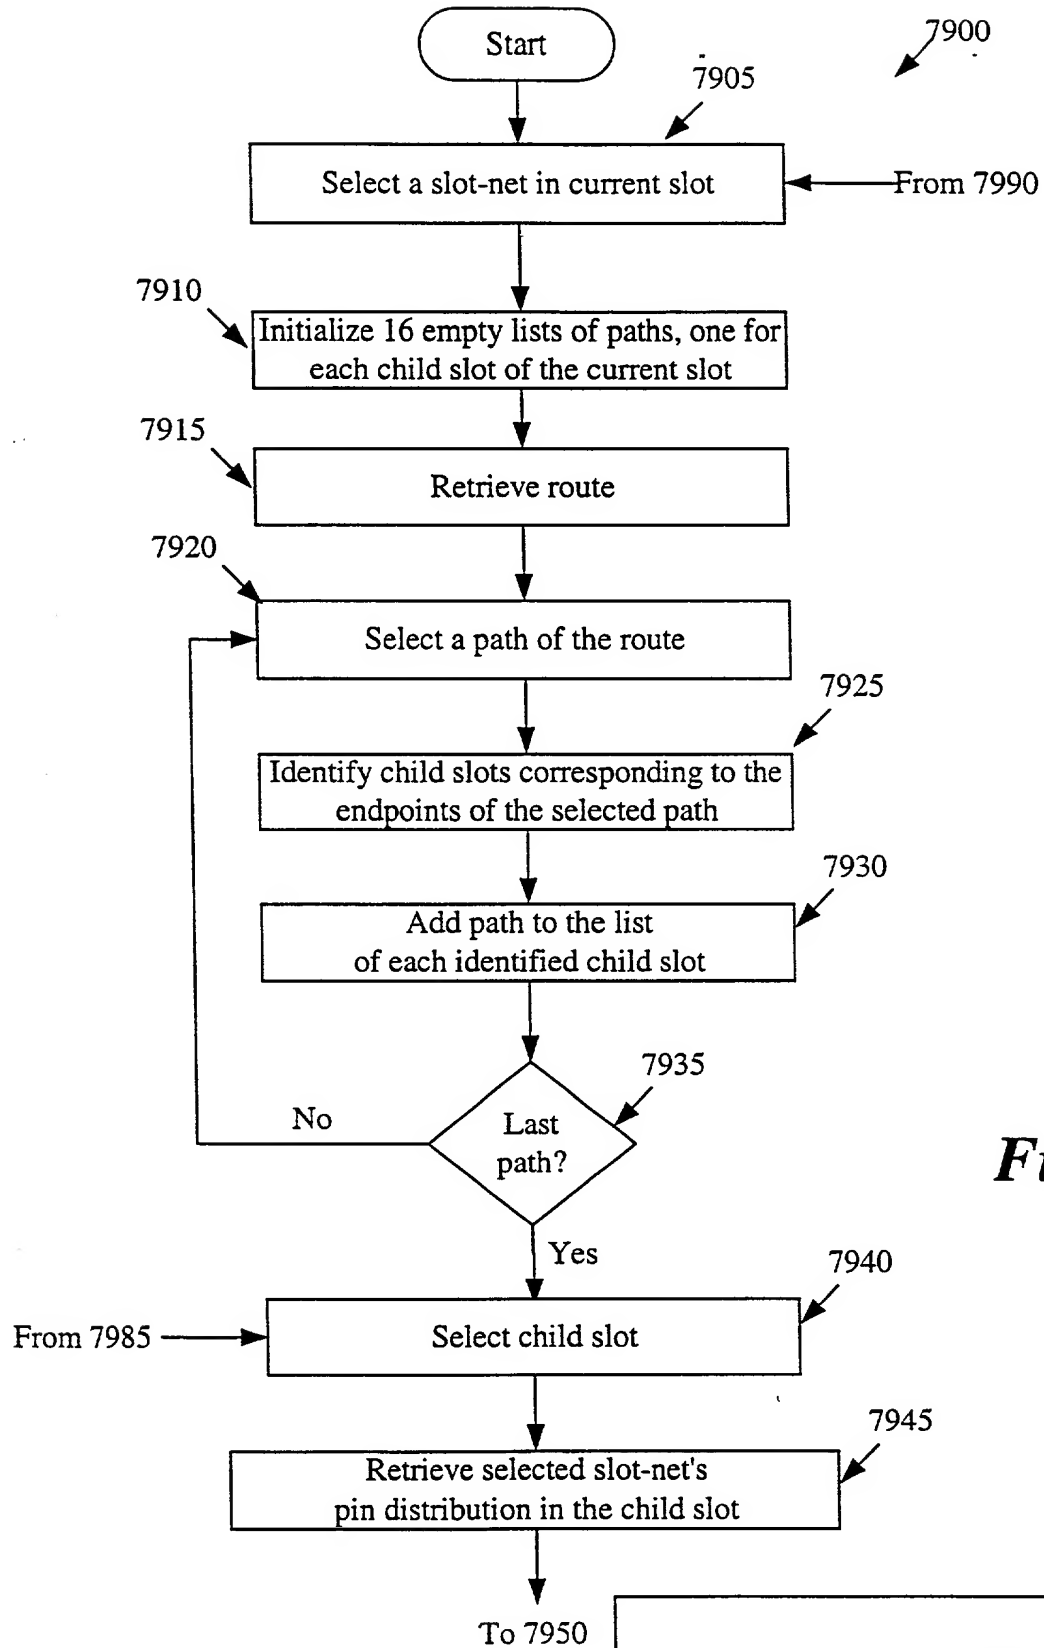 Start
7900
7905
Select a slot-net in current slot
From 7990
7910
Initialize 16 empty lists of paths, one for
each child slot of the current slot
7915
Retrieve route
7920
Select a path of the route
7925
Identify child slots corresponding to the
endpoints of the selected path
7930
Add path to the list
of each identified child slot
7935
Last
path?
No
Yes
7940
From 7985
Select child slot
7945
Retrieve selected slot-net's
pin distribution in the child slot
To 7950